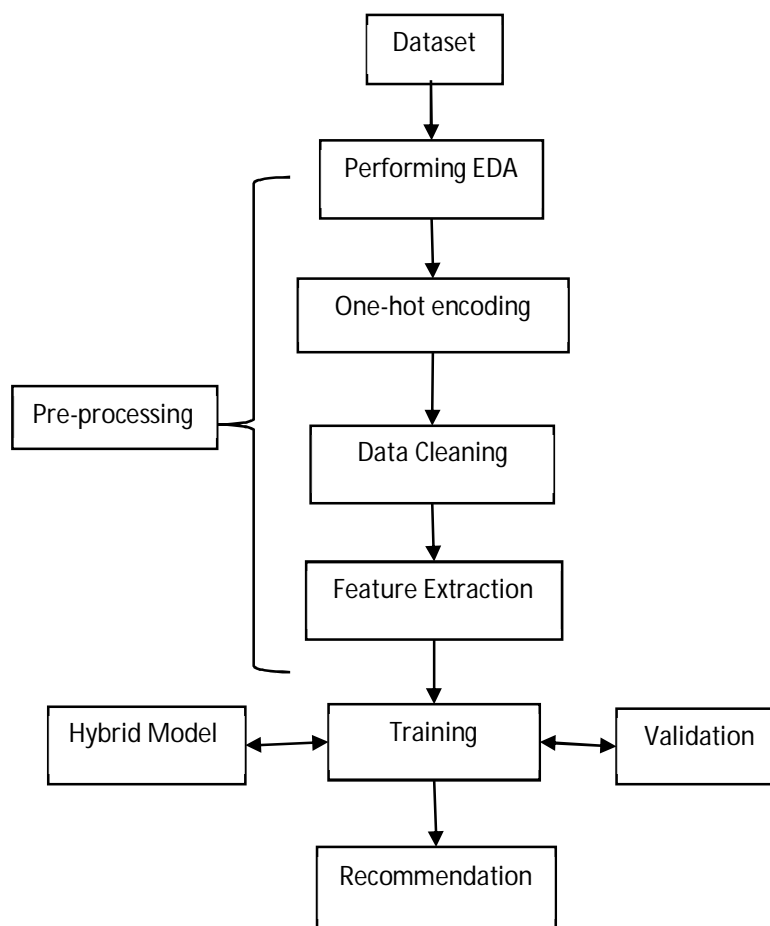 Dataset
Performing EDA
One-hot encoding
Pre-processing
Data Cleaning
Feature Extraction
Hybrid Model
Training
Validation
Recommendation